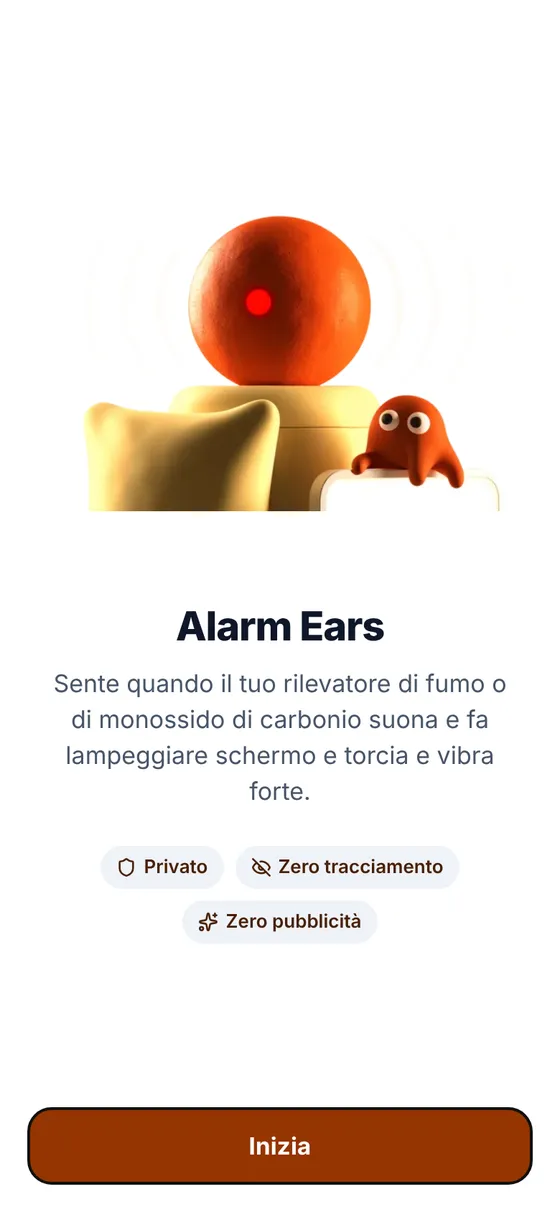 Alarm Ears
Sente quando il tuo rilevatore di fumo o
di monossido di carbonio suona e fa
lampeggiare schermo e torcia e vibra
forte.
Privato
Zero tracciamento
Zero pubblicità
Inizia